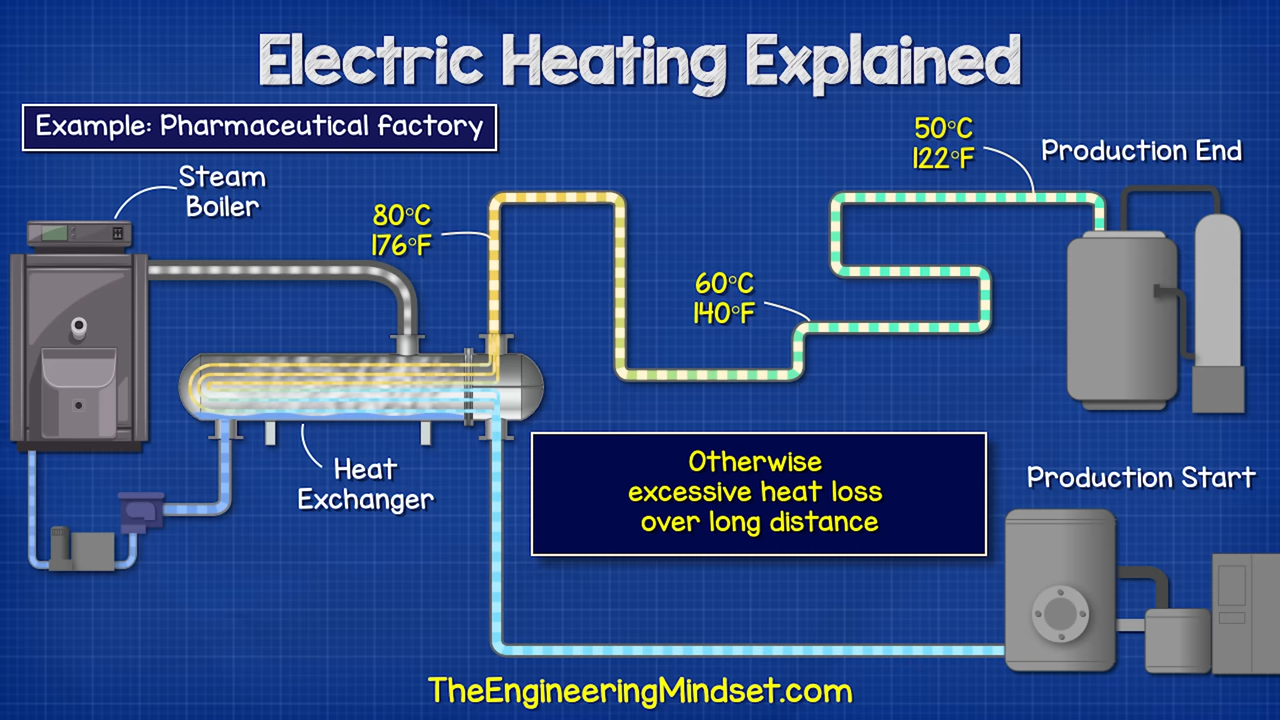 Electric Heating Explained
Example: Pharmaceutical factory
Steam
Boiler
80°C
176°F
50°C
122°F
Production End
60°C
140°F
Heat
Exchanger
Otherwise
excessive heat loss
over long distance
Production Start
TheEngineeringMindset.com